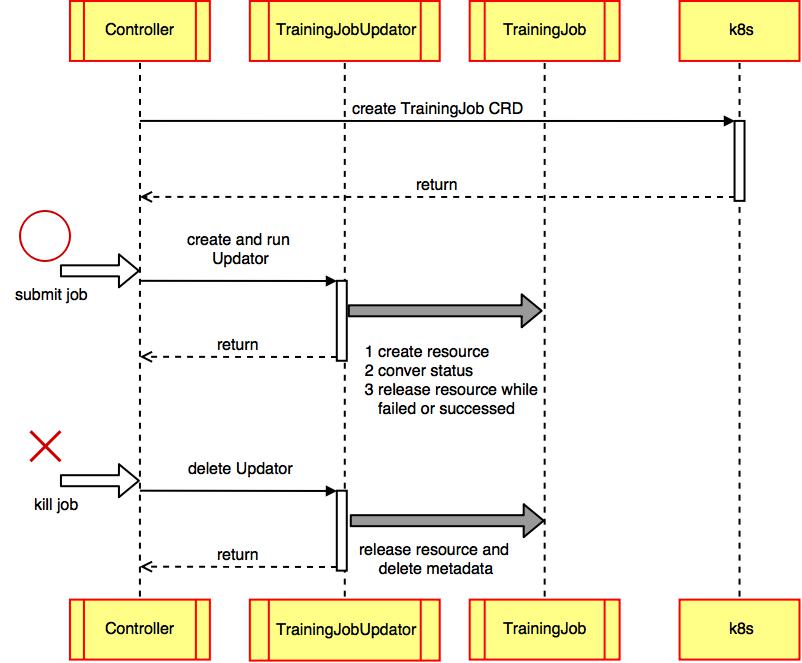 Controller
TrainingJobUpdator
TrainingJob
k8s
create TrainingJob CRD
return
create and run
Updator
submit job
return
1 create resource
2 conver status
3 release resource while
failed or successed
delete Updator
kill job
return
release resource and
delete metadata
Controller
TrainingJobUpdator
TrainingJob
k8s